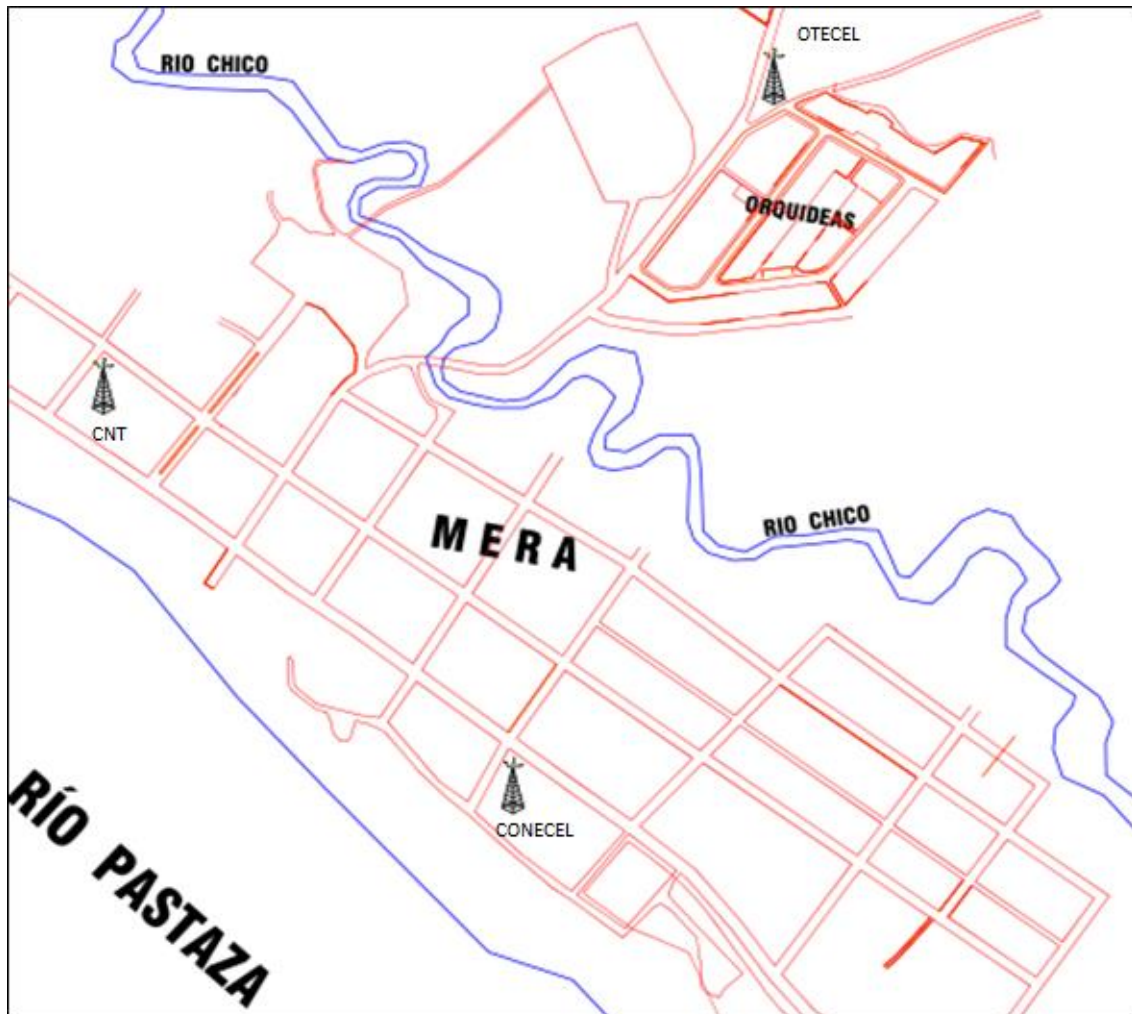 OTECEL
RIO CHICO
ORQUIDEAS
CNT
MERA
RIO CHICO
CONECEL
RÍO PASTAZA